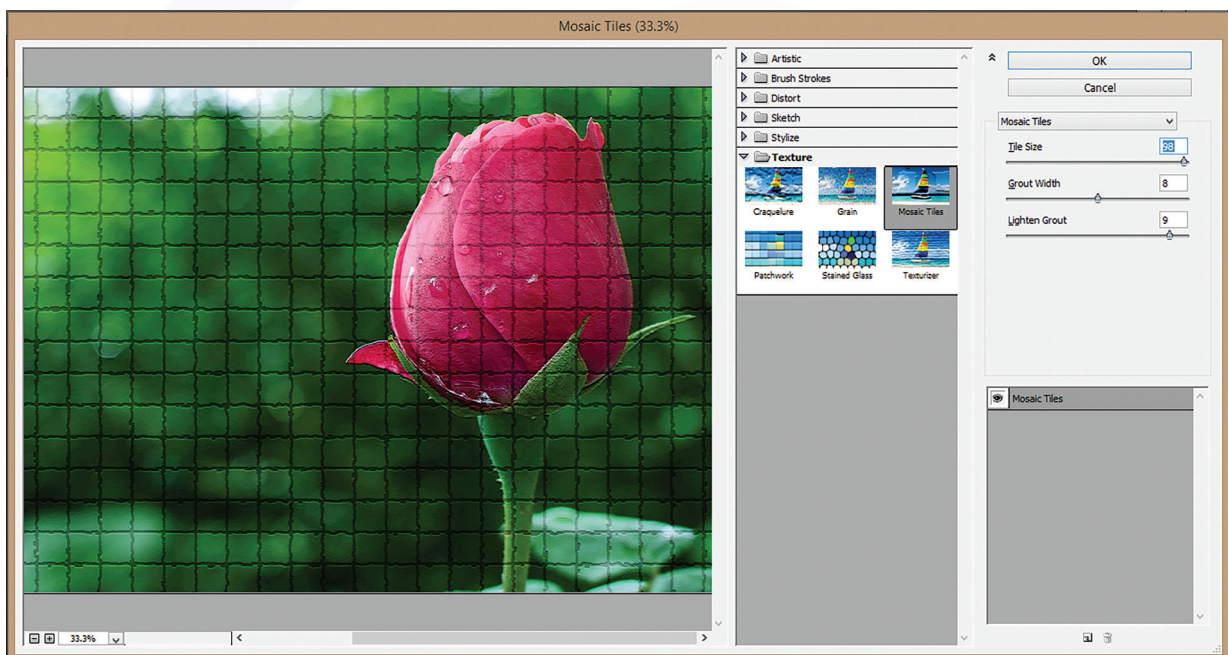 Mosaic Tiles (33.3%)
Artistic
Brush Strokes
Distort
Sketch
Stylize
Texture
Craquelure
Grain
Mosaic Tiles
Patchwork
Stained Glass
Texturizer
OK
Cancel
Mosaic Tiles
Tile Size 98
Grout Width 8
Lighten Grout 9
Mosaic Tiles
33.3%